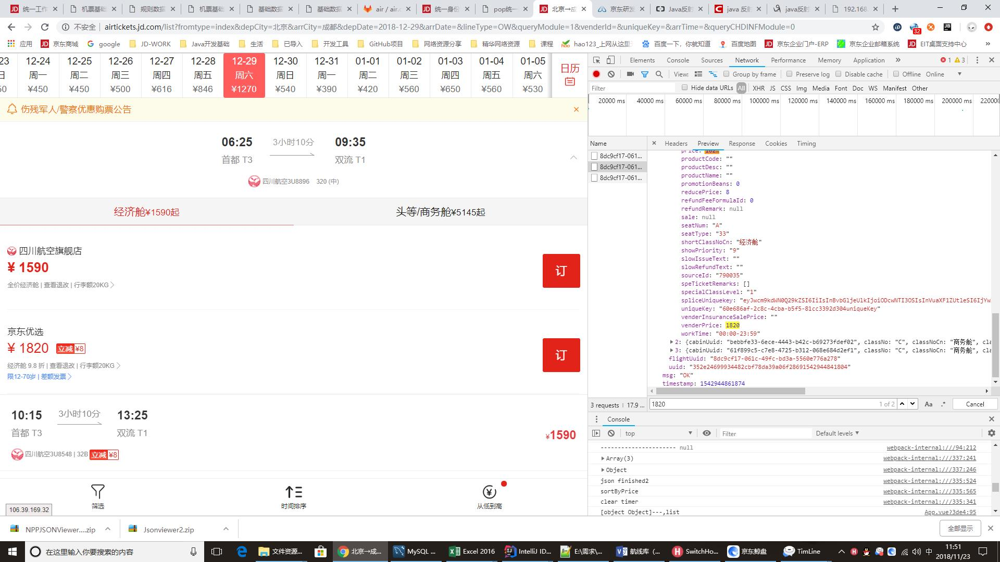 统一工作
机票基础
规则数据
机票基础
基础数据
基础数据
air / air.c
统一身份
pop统一
北京→成
京东研发
Java反射
java 反射
java反射
192.168.
不安全 | airtickets.jd.com/list?fromtype=index&depCity=北京&arrCity=成都&depDate=2018-12-29&arrDate=&lineType=OW&queryModule=1&venderId=&uniqueKey=&arrTime=&queryCHDINFModule=0
32
应用 京东商城 google JD-WORK Java开发基础 生活 已导入 开发工具 GitHub项目 网络资源分享 精华网络资源 课程 hao123_上网从这里 百度一下，你就知道 百度地图 京东企业门户-ERP 京东企业邮箱系统 EIT桌面支持中心 »
23 12-24 12-25 12-26 12-27 12-28 12-29 12-30 12-31 01-01 01-02 01-03 01-04 01-05
日 周一 周二 周三 周四 周五 周六 周日 周一 周二 周三 周四 周五 周六
50 ¥450 ¥450 ¥500 ¥616 ¥846 ¥1270 ¥540 ¥390 ¥420 ¥560 ¥650 ¥560 ¥530
日历
伤残军人/警察优惠购票公告
06:25 3小时10分 09:35
首都 T3 双流 T1
四川航空3U8896 320 (中)
经济舱¥1590起 头等/商务舱¥5145起
四川航空旗舰店
¥ 1590
全价经济舱 | 查看退改 | 行李额20KG
订
京东优选
¥ 1820 立减 ¥8
经济舱 9.8 折 | 查看退改 | 行李额20KG
限12-70岁 | 差额发票
订
10:15 3小时10分 13:25
首都 T3 双流 T1
¥1590
四川航空3U8548 | 32B 立减 ¥8
筛选 时间排序 从低到高
106.39.169.32
Elements Console Sources Network Performance Memory Application » 1 3
View: Group by frame Preserve log Disable cache Offline Online
Filter Hide data URLs All XHR JS CSS Img Media Font Doc WS Manifest Other
20000 ms 40000 ms 60000 ms 80000 ms 100000 ms 120000 ms 140000 ms 160000 ms 180000 ms 200000 ms 22000
Name
8dc9cf17-061...
8dc9cf17-061...
8dc9cf17-061...
Headers Preview Response Cookies Timing
price: 182…
productCode: ""
productDesc: ""
productName: ""
promotionBeans: 0
reducePrice: 8
refundFeeFormulaId: 0
refundRemark: null
sale: null
seatNum: "A"
seatType: "33"
shortClassNoCn: "经济舱"
showPriority: "9"
slowIssueText: ""
slowRefundText: ""
sourceId: "790035"
speTicketRemarks: []
specialClassLevel: "1"
spliceUniquekey: "eyJwcm9kdWN0Q29kZSI6IiIsInBvbGljeUlkIjoiODcwNTI3OSIsInVuaXF1ZUtleSI6IjYw
uniqueKey: "60e686af-2c8c-4cba-b5f5-81cc3392d304uniqueKey"
venderInsuranceSalePrice: ""
venderPrice: 1820
workTime: "00:00-23:59"
2: {cabinUuid: "bebbfe33-6ece-4443-b42c-b69273fdef02", classNo: "C", classNoCn: "商务舱", cla
3: {cabinUuid: "61f899c5-c7e8-4725-b312-068e684d2ef1", classNo: "C", classNoCn: "商务舱", cla
flightUuid: "8dc9cf17-061c-49fc-bd3a-5560e776a278"
uuid: "352e24699934482cbf78da39a06f28691542944841804"
msg: "OK"
timestamp: 1542944861874
3 requests | 17.9 ...
1820 1 of 2 Aa .* Cancel
Console
top Filter Default levels
---------------------- null webpack-internal:///94:212
Array(3) webpack-internal:///337:241
Object webpack-internal:///337:246
json finished2 webpack-internal:///335:524
sortByPrice webpack-internal:///335:565
clear timer webpack-internal:///335:341
[object Object]---,list App.vue?3de4:95
NPPJSONViewer....zip Jsonviewer2.zip 全部显示
在这里输入你要搜索的内容 文件资源... 北京→成... MySQL ... Excel 2016 IntelliJ ID... E:\需求\... 航线库（... SwitchHo... 京东鲸盘 TimLine 中
11:51
2018/11/23